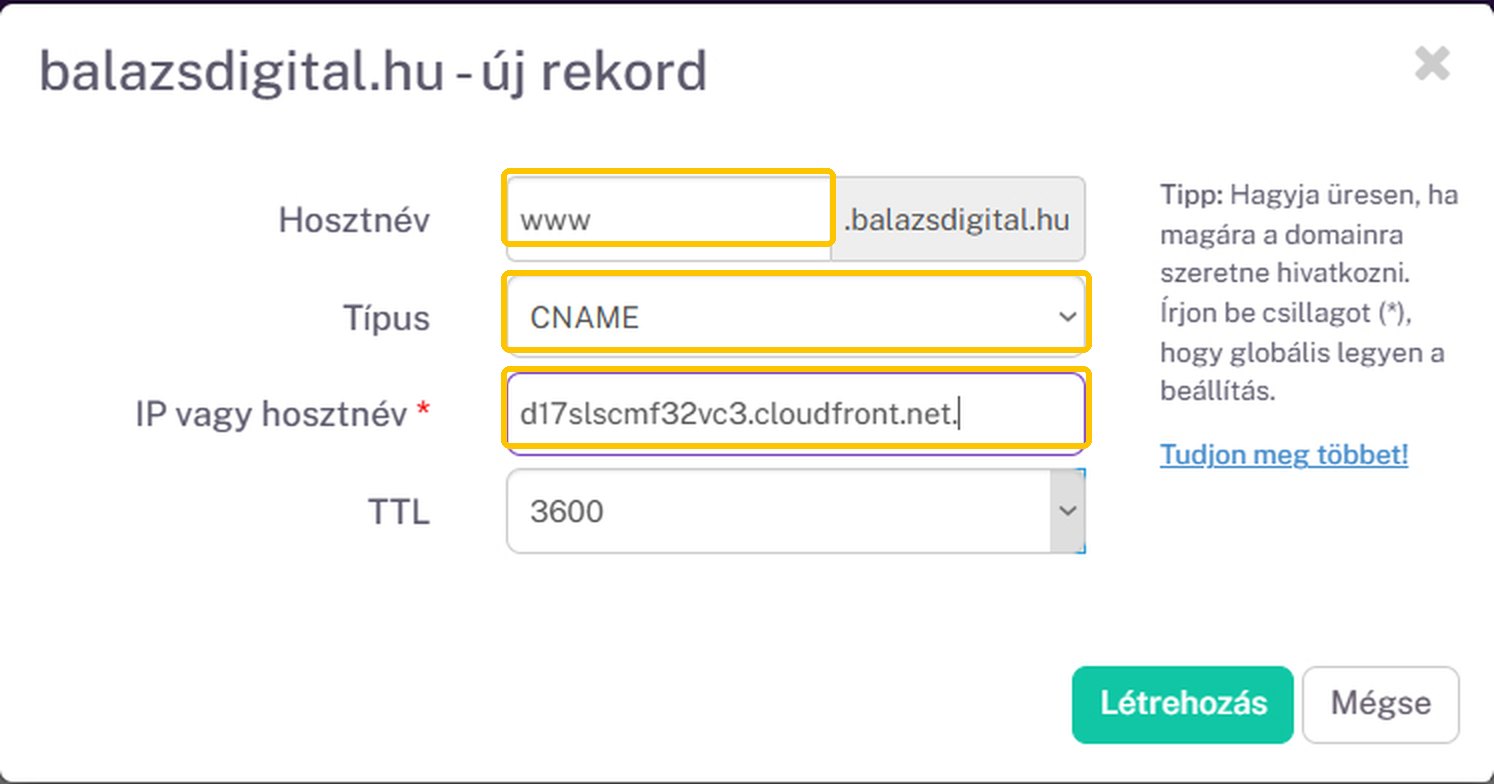 balazsdigital.hu - új rekord
Hosztnév
www
.balazsdigital.hu
Típus
CNAME
IP vagy hosztnév *
d17slscmf32vc3.cloudfront.net.
TTL
3600
Tipp: Hagyja üresen, ha
magára a domainra
szeretne hivatkozni.
Írjon be csillagot (*),
hogy globális legyen a
beállítás.
Tudjon meg többet!
Létrehozás
Mégse